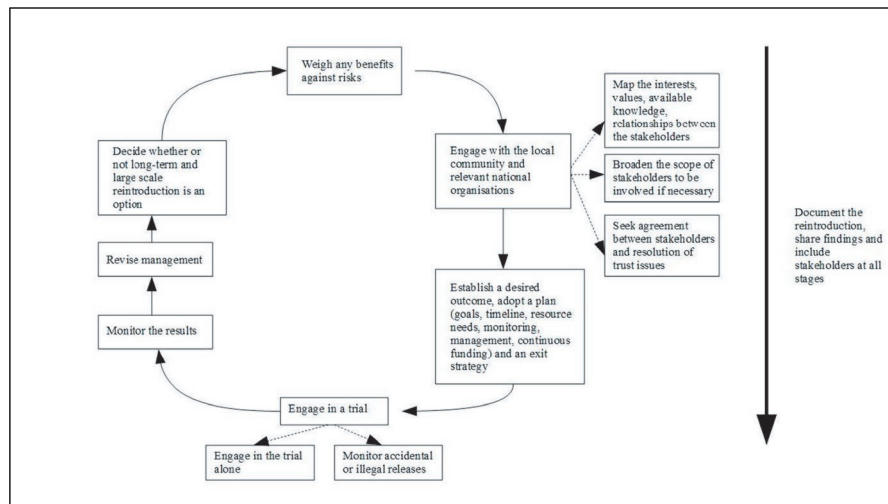 Weigh any benefits
against risks
Engage with the local
community and
relevant national
organisations
Map the interests,
values, available
knowledge,
relationships between
the stakeholders
Broaden the scope of
stakeholders to be
involved if necessary
Seek agreement
between stakeholders
and resolution of
trust issues
Establish a desired
outcome, adopt a plan
(goals, timeline, resource
needs, monitoring,
management, continuous
funding) and an exit
strategy
Engage in a trial
Engage in the trial
alone
Monitor accidental
or illegal releases
Monitor the results
Revise management
Decide whether or
not long-term and
large scale
reintroduction is an
option
Document the
reintroduction,
share findings and
include
stakeholders at all
stages